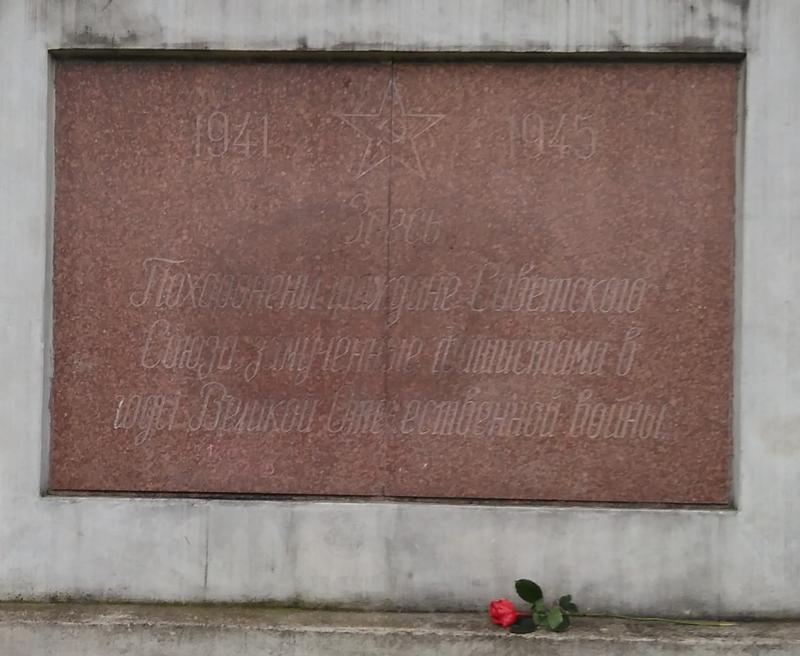 1941 1945
Здесь
Похоронены граждане Советского
Союза замученные фашистами в
годы Великой Отечественной войны